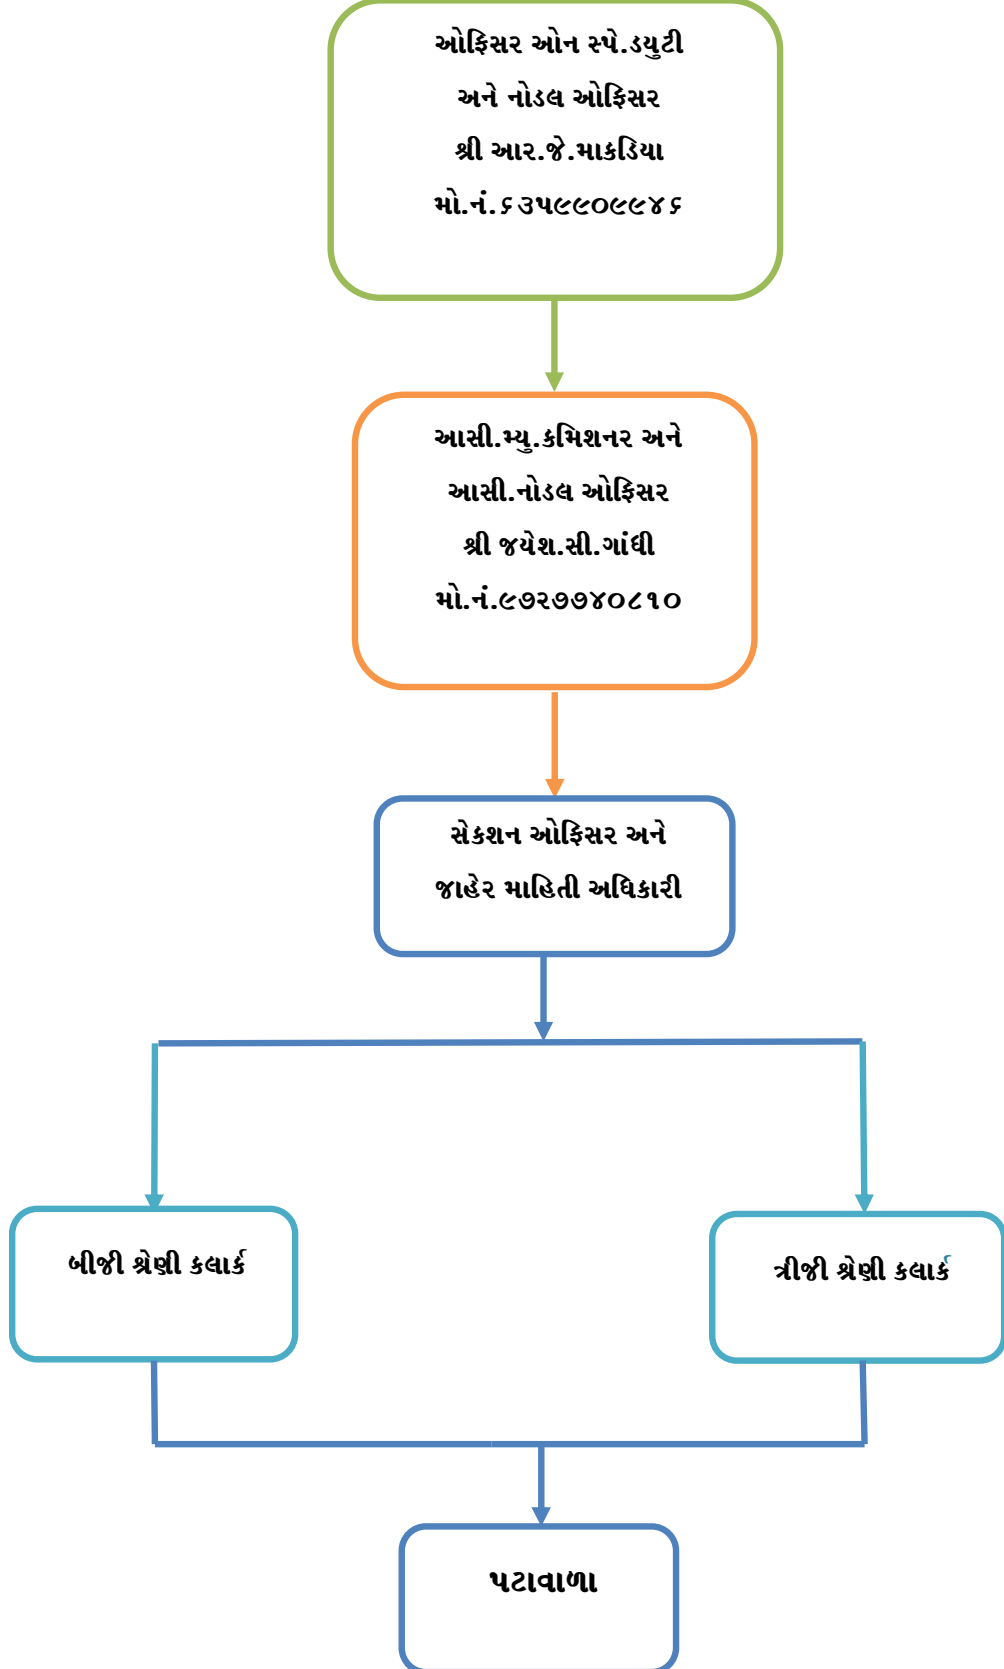 ઓફિસર ઓન સ્પે.ડયુટી
અને નોડલ ઓફિસર
શ્રી આર.જે.માકડિયા
મો.નં.૬૩૫૯૯૦૯૯૪૬
આસી.મ્યુ.કમિશનર અને
આસી.નોડલ ઓફિસર
શ્રી જયેશ.સી.ગાંધી
મો.નં.૯૭૨૭૭૪૦૮૧૦
સેકશન ઓફિસર અને
જાહેર માહિતી અધિકારી
બીજી શ્રેણી કલાર્ક
ત્રીજી શ્રેણી કલાર્ક
પટાવાળા